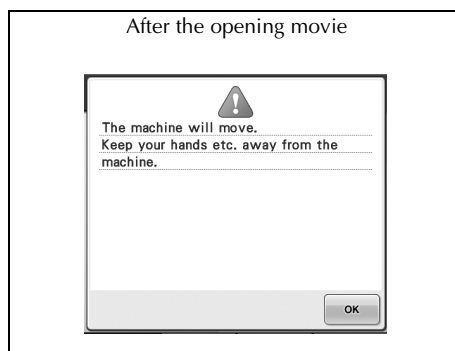 After the opening movie
The machine will move.
Keep your hands etc. away from the
machine.
OK